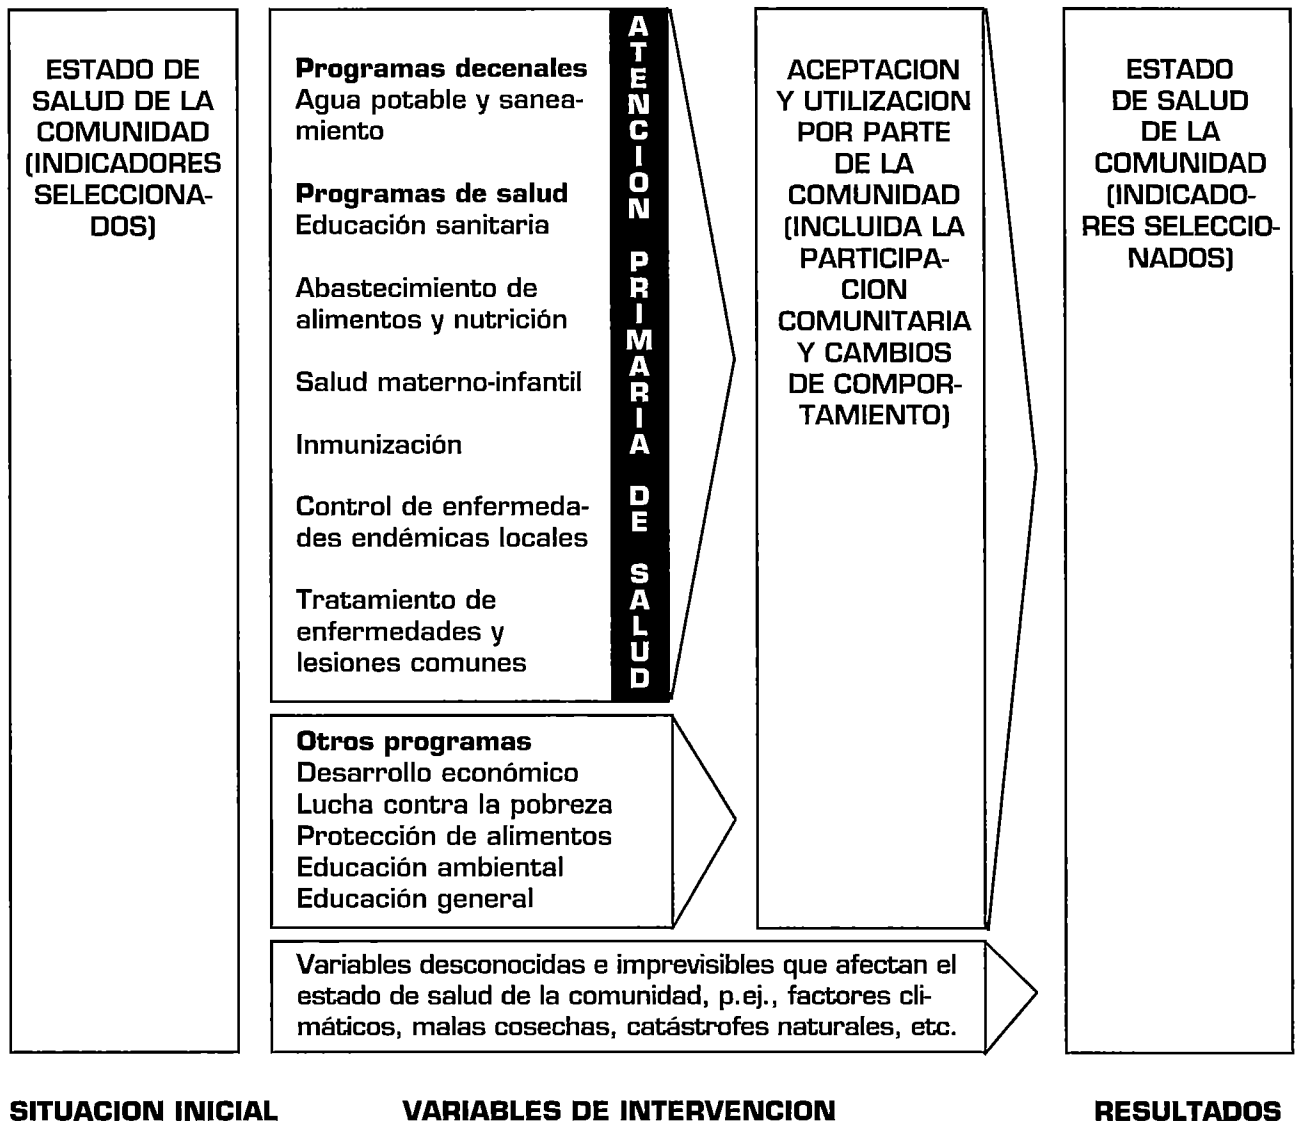 ESTADO DE
SALUD DE LA
COMUNIDAD
(INDICADORES
SELECCIONA-
DOS)
Programas decenales
Agua potable y sanea-
miento
Programas de salud
Educación sanitaria
Abastecimiento de
alimentos y nutrición
Salud materno-infantil
Inmunización
Control de enfermeda-
des endémicas locales
Tratamiento de
enfermedades y
lesiones comunes
ATENCION PRIMARIA DE SALUD
Otros programas
Desarrollo económico
Lucha contra la pobreza
Protección de alimentos
Educación ambiental
Educación general
ACEPTACION
Y UTILIZACION
POR PARTE
DE LA
COMUNIDAD
(INCLUIDA LA
PARTICIPA-
CION
COMUNITARIA
Y CAMBIOS
DE COMPOR-
TAMIENTO)
Variables desconocidas e imprevisibles que afectan el
estado de salud de la comunidad, p.ej., factores cli-
máticos, malas cosechas, catástrofes naturales, etc.
ESTADO
DE SALUD
DE LA
COMUNIDAD
(INDICADO-
RES SELECCIO-
NADOS)
SITUACION INICIAL
VARIABLES DE INTERVENCION
RESULTADOS